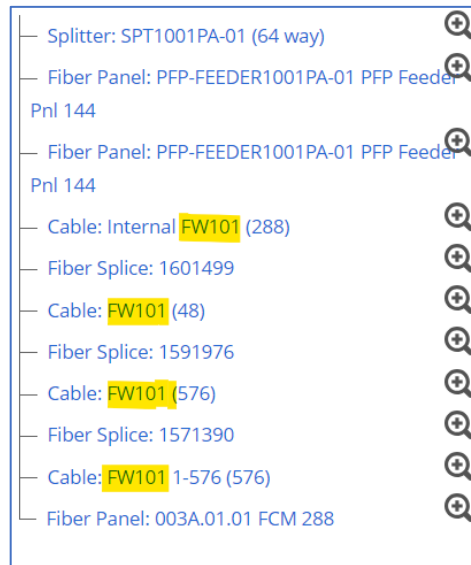 Splitter: SPT1001PA-01 (64 way)
Fiber Panel: PFP-FEEDER1001PA-01 PFP Feeder
Pnl 144
Fiber Panel: PFP-FEEDER1001PA-01 PFP Feeder
Pnl 144
Cable: Internal FW101 (288)
Fiber Splice: 1601499
Cable: FW101 (48)
Fiber Splice: 1591976
Cable: FW101 (576)
Fiber Splice: 1571390
Cable: FW101 1-576 (576)
Fiber Panel: 003A.01.01 FCM 288